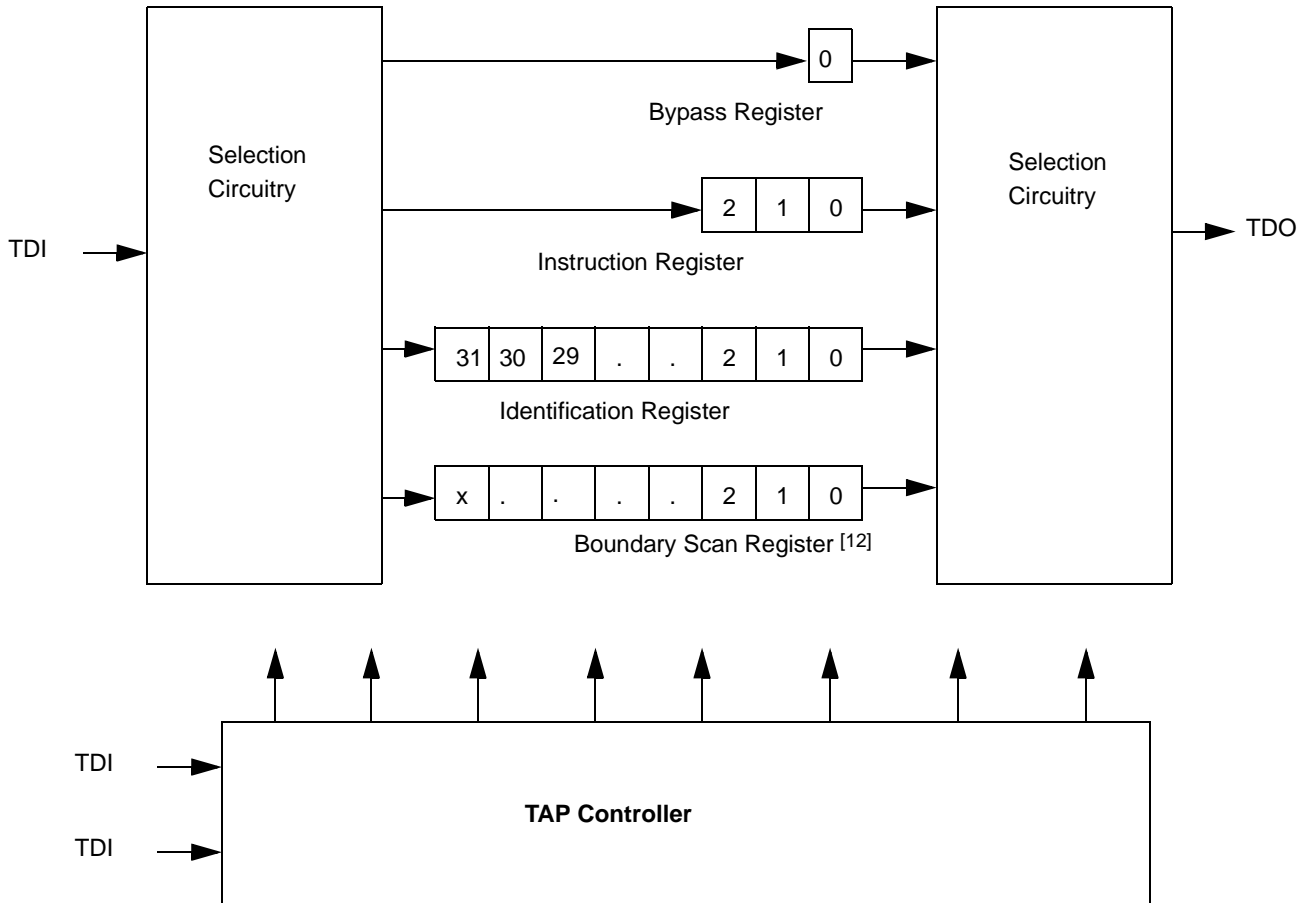 0
Bypass Register
Selection
Circuitry
Selection
Circuitry
2 1 0
TDI
TDO
Instruction Register
31 30 29 . . 2 1 0
Identification Register
x . . . . 2 1 0
Boundary Scan Register [12]
TDI
TAP Controller
TDI